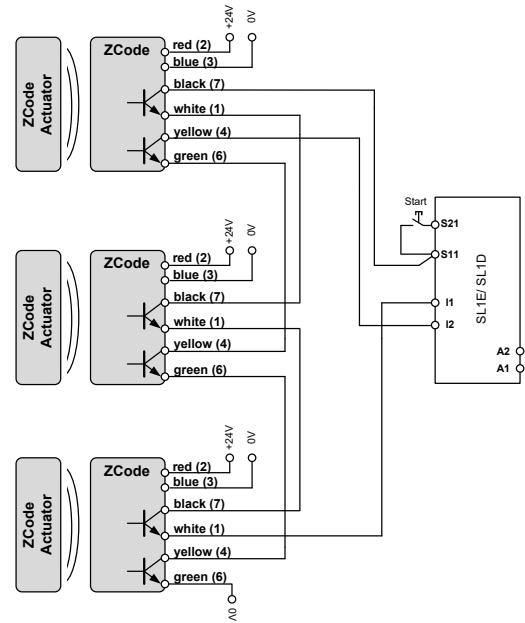 +24V
0V
ZCode
Actuator
ZCode
red (2)
blue (3)
black (7)
white (1)
yellow (4)
green (6)
+24V
0V
ZCode
Actuator
ZCode
red (2)
blue (3)
black (7)
white (1)
yellow (4)
green (6)
+24V
0V
ZCode
Actuator
ZCode
red (2)
blue (3)
black (7)
white (1)
yellow (4)
green (6)
0V
Start
S21
S11
I1
I2
SL1E/ SL1D
A2
A1